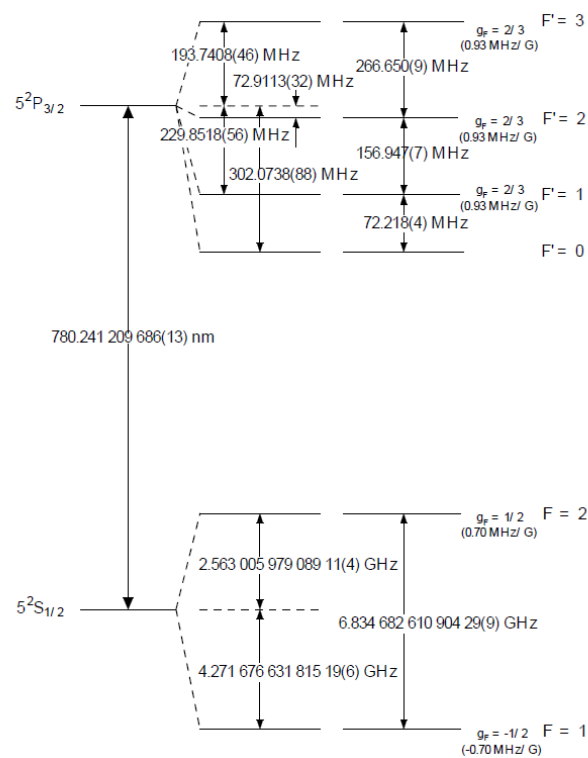 g_F = 2/ 3 F' = 3
(0.93 MHz/ G)
193.7408(46) MHz
266.650(9) MHz
72.9113(32) MHz
5²P₃/₂
g_F = 2/ 3 F' = 2
(0.93 MHz/ G)
229.8518(56) MHz
156.947(7) MHz
302.0738(88) MHz
g_F = 2/ 3 F' = 1
(0.93 MHz/ G)
72.218(4) MHz
F' = 0
780.241 209 686(13) nm
g_F = 1/ 2 F = 2
(0.70 MHz/ G)
2.563 005 979 089 11(4) GHz
5²S₁/₂
6.834 682 610 904 29(9) GHz
4.271 676 631 815 19(6) GHz
g_F = -1/ 2 F = 1
(-0.70 MHz/ G)